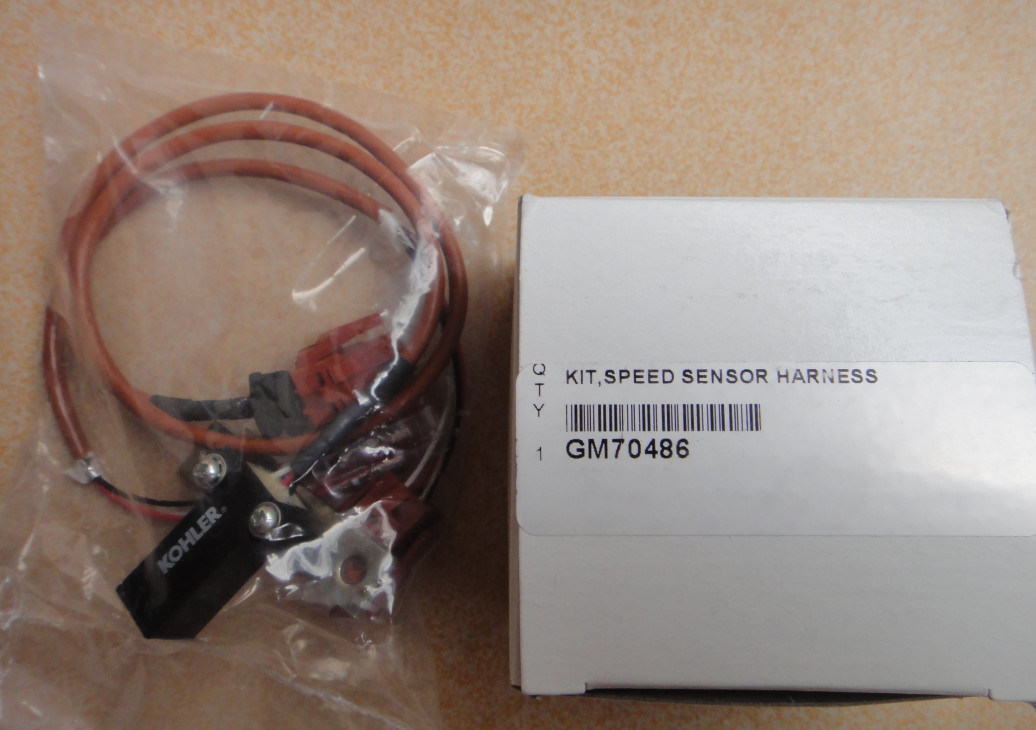 KOHLER®
QTY
KIT,SPEED SENSOR HARNESS
1
GM70486